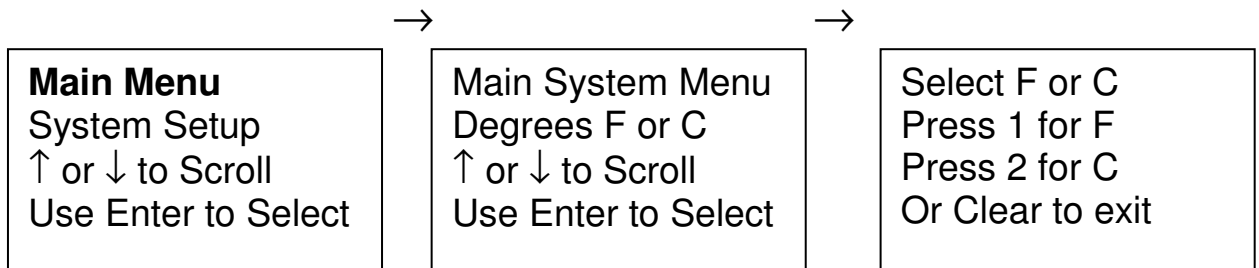 → →
Main Menu
System Setup
↑ or ↓ to Scroll
Use Enter to Select
Main System Menu
Degrees F or C
↑ or ↓ to Scroll
Use Enter to Select
Select F or C
Press 1 for F
Press 2 for C
Or Clear to exit